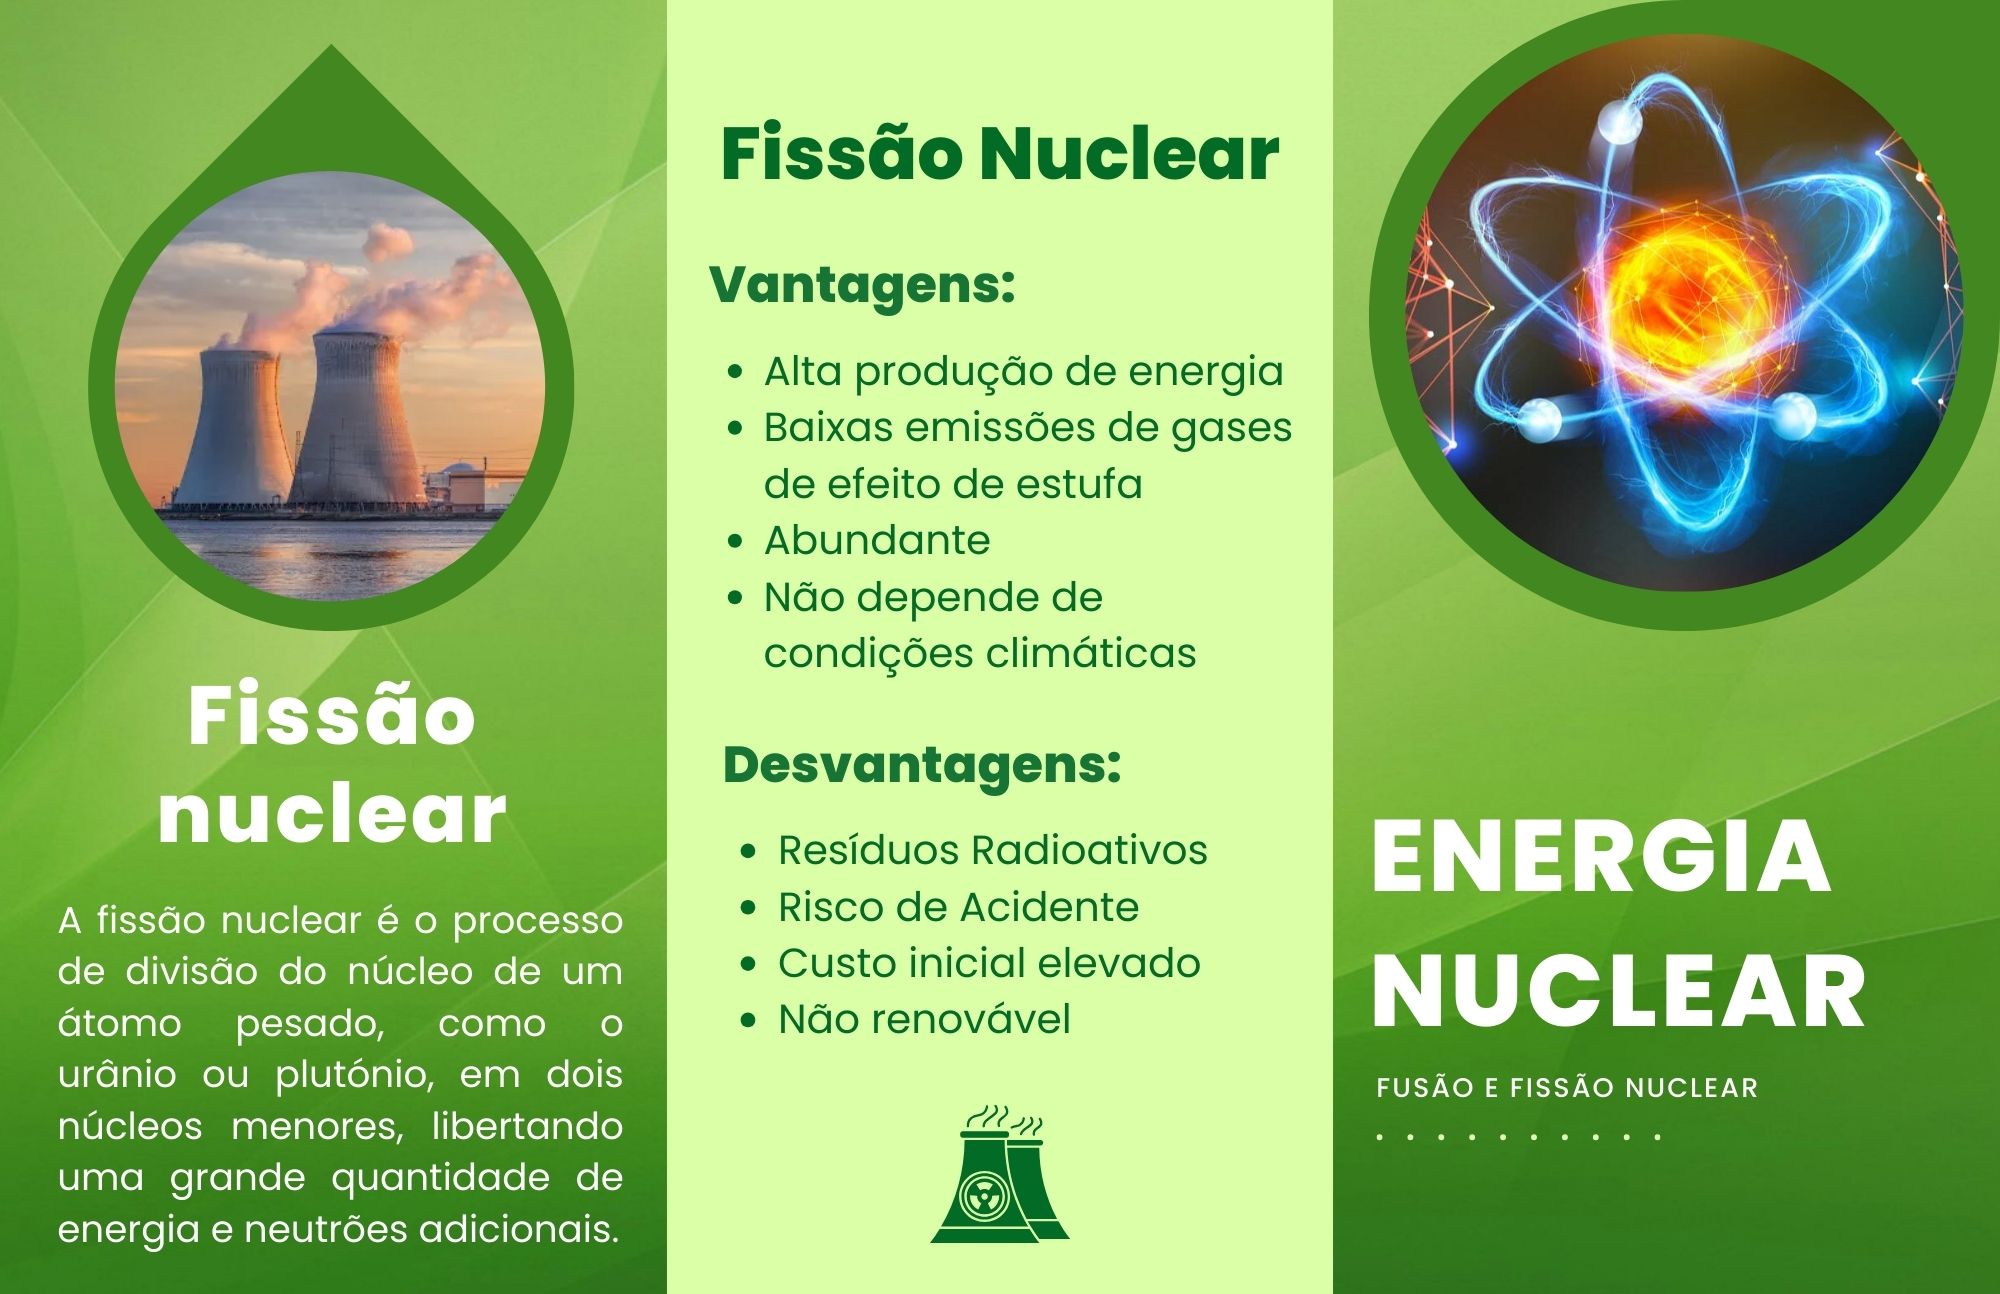 Fissão
nuclear
A fissão nuclear é o processo
de divisão do núcleo de um
átomo pesado, como o
urânio ou plutónio, em dois
núcleos menores, libertando
uma grande quantidade de
energia e neutrões adicionais.
Fissão Nuclear
Vantagens:
• Alta produção de energia
• Baixas emissões de gases
de efeito de estufa
• Abundante
• Não depende de
condições climáticas
Desvantagens:
• Resíduos Radioativos
• Risco de Acidente
• Custo inicial elevado
• Não renovável
ENERGIA
NUCLEAR
FUSÃO E FISSÃO NUCLEAR